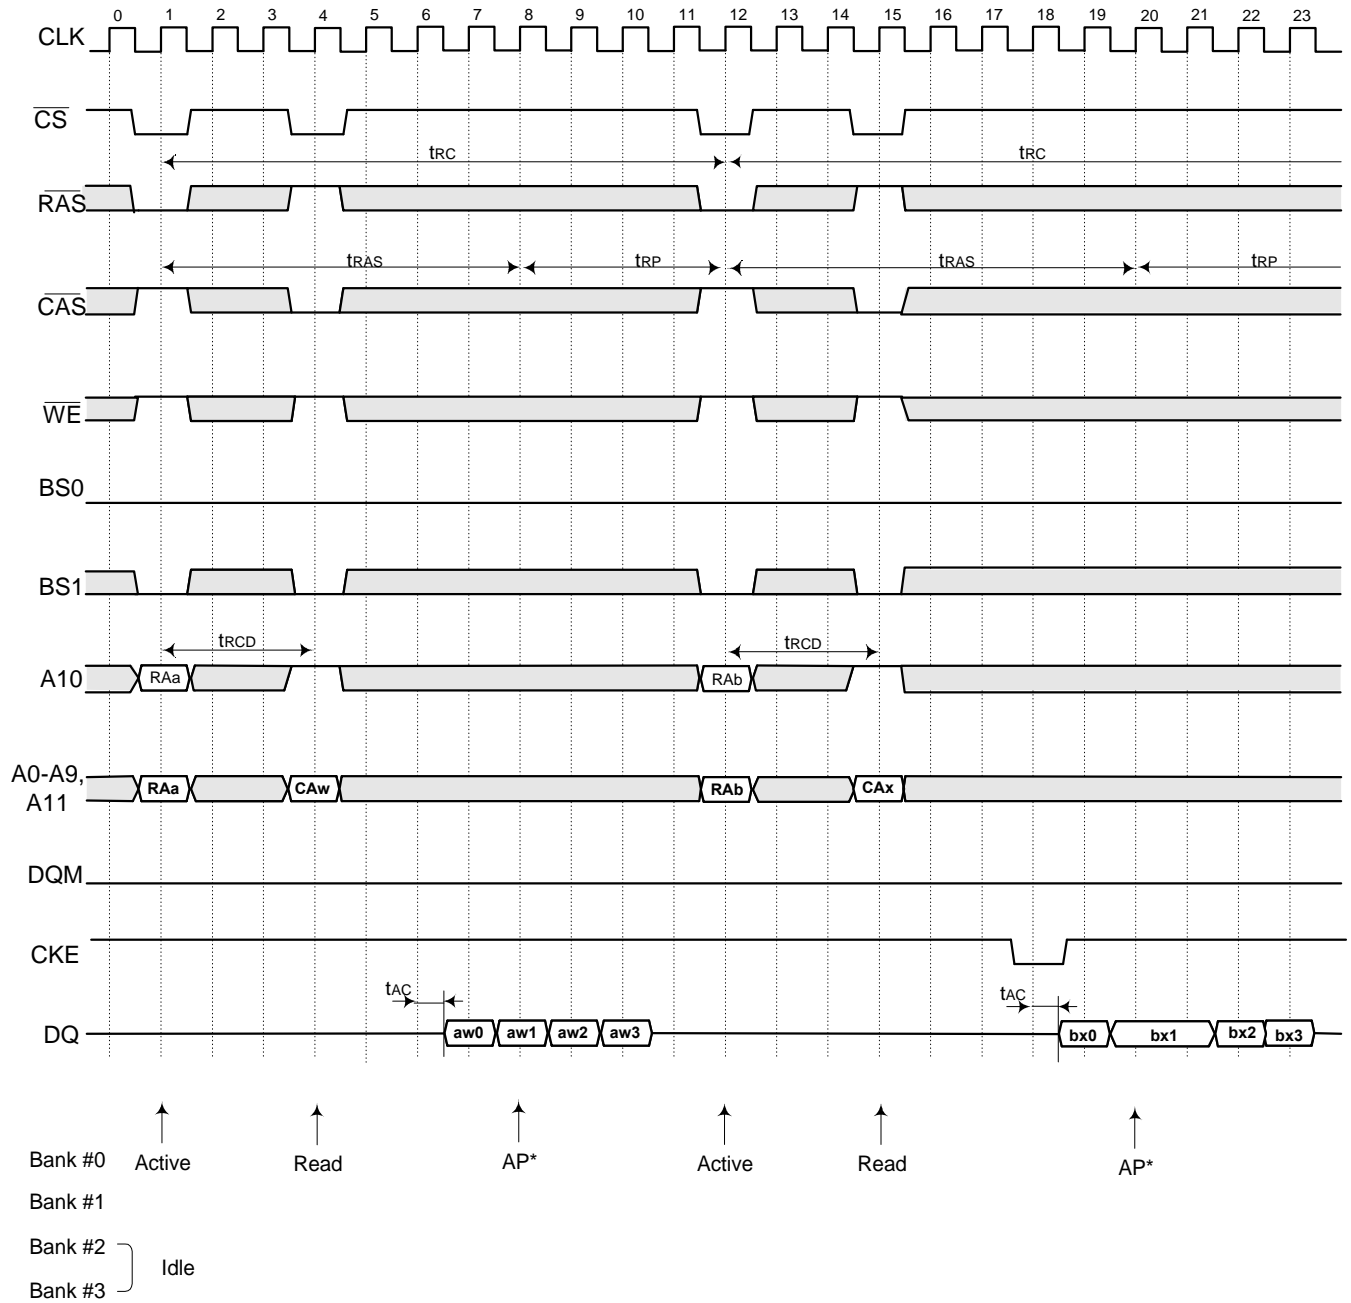 0 1 2 3 4 5 6 7 8 9 10 11 12 13 14 15 16 17 18 19 20 21 22 23
CLK
CS
tRC tRC
RAS
tRAS tRP tRAS tRP
CAS
WE
BS0
BS1
tRCD tRCD
A10 RAa RAb
A0-A9,
A11 RAa CAw RAb CAx
DQM
CKE
tAC tAC
DQ aw0 aw1 aw2 aw3 bx0 bx1 bx2 bx3
Bank #0 Active Read AP* Active Read AP*
Bank #1
Bank #2
Idle
Bank #3